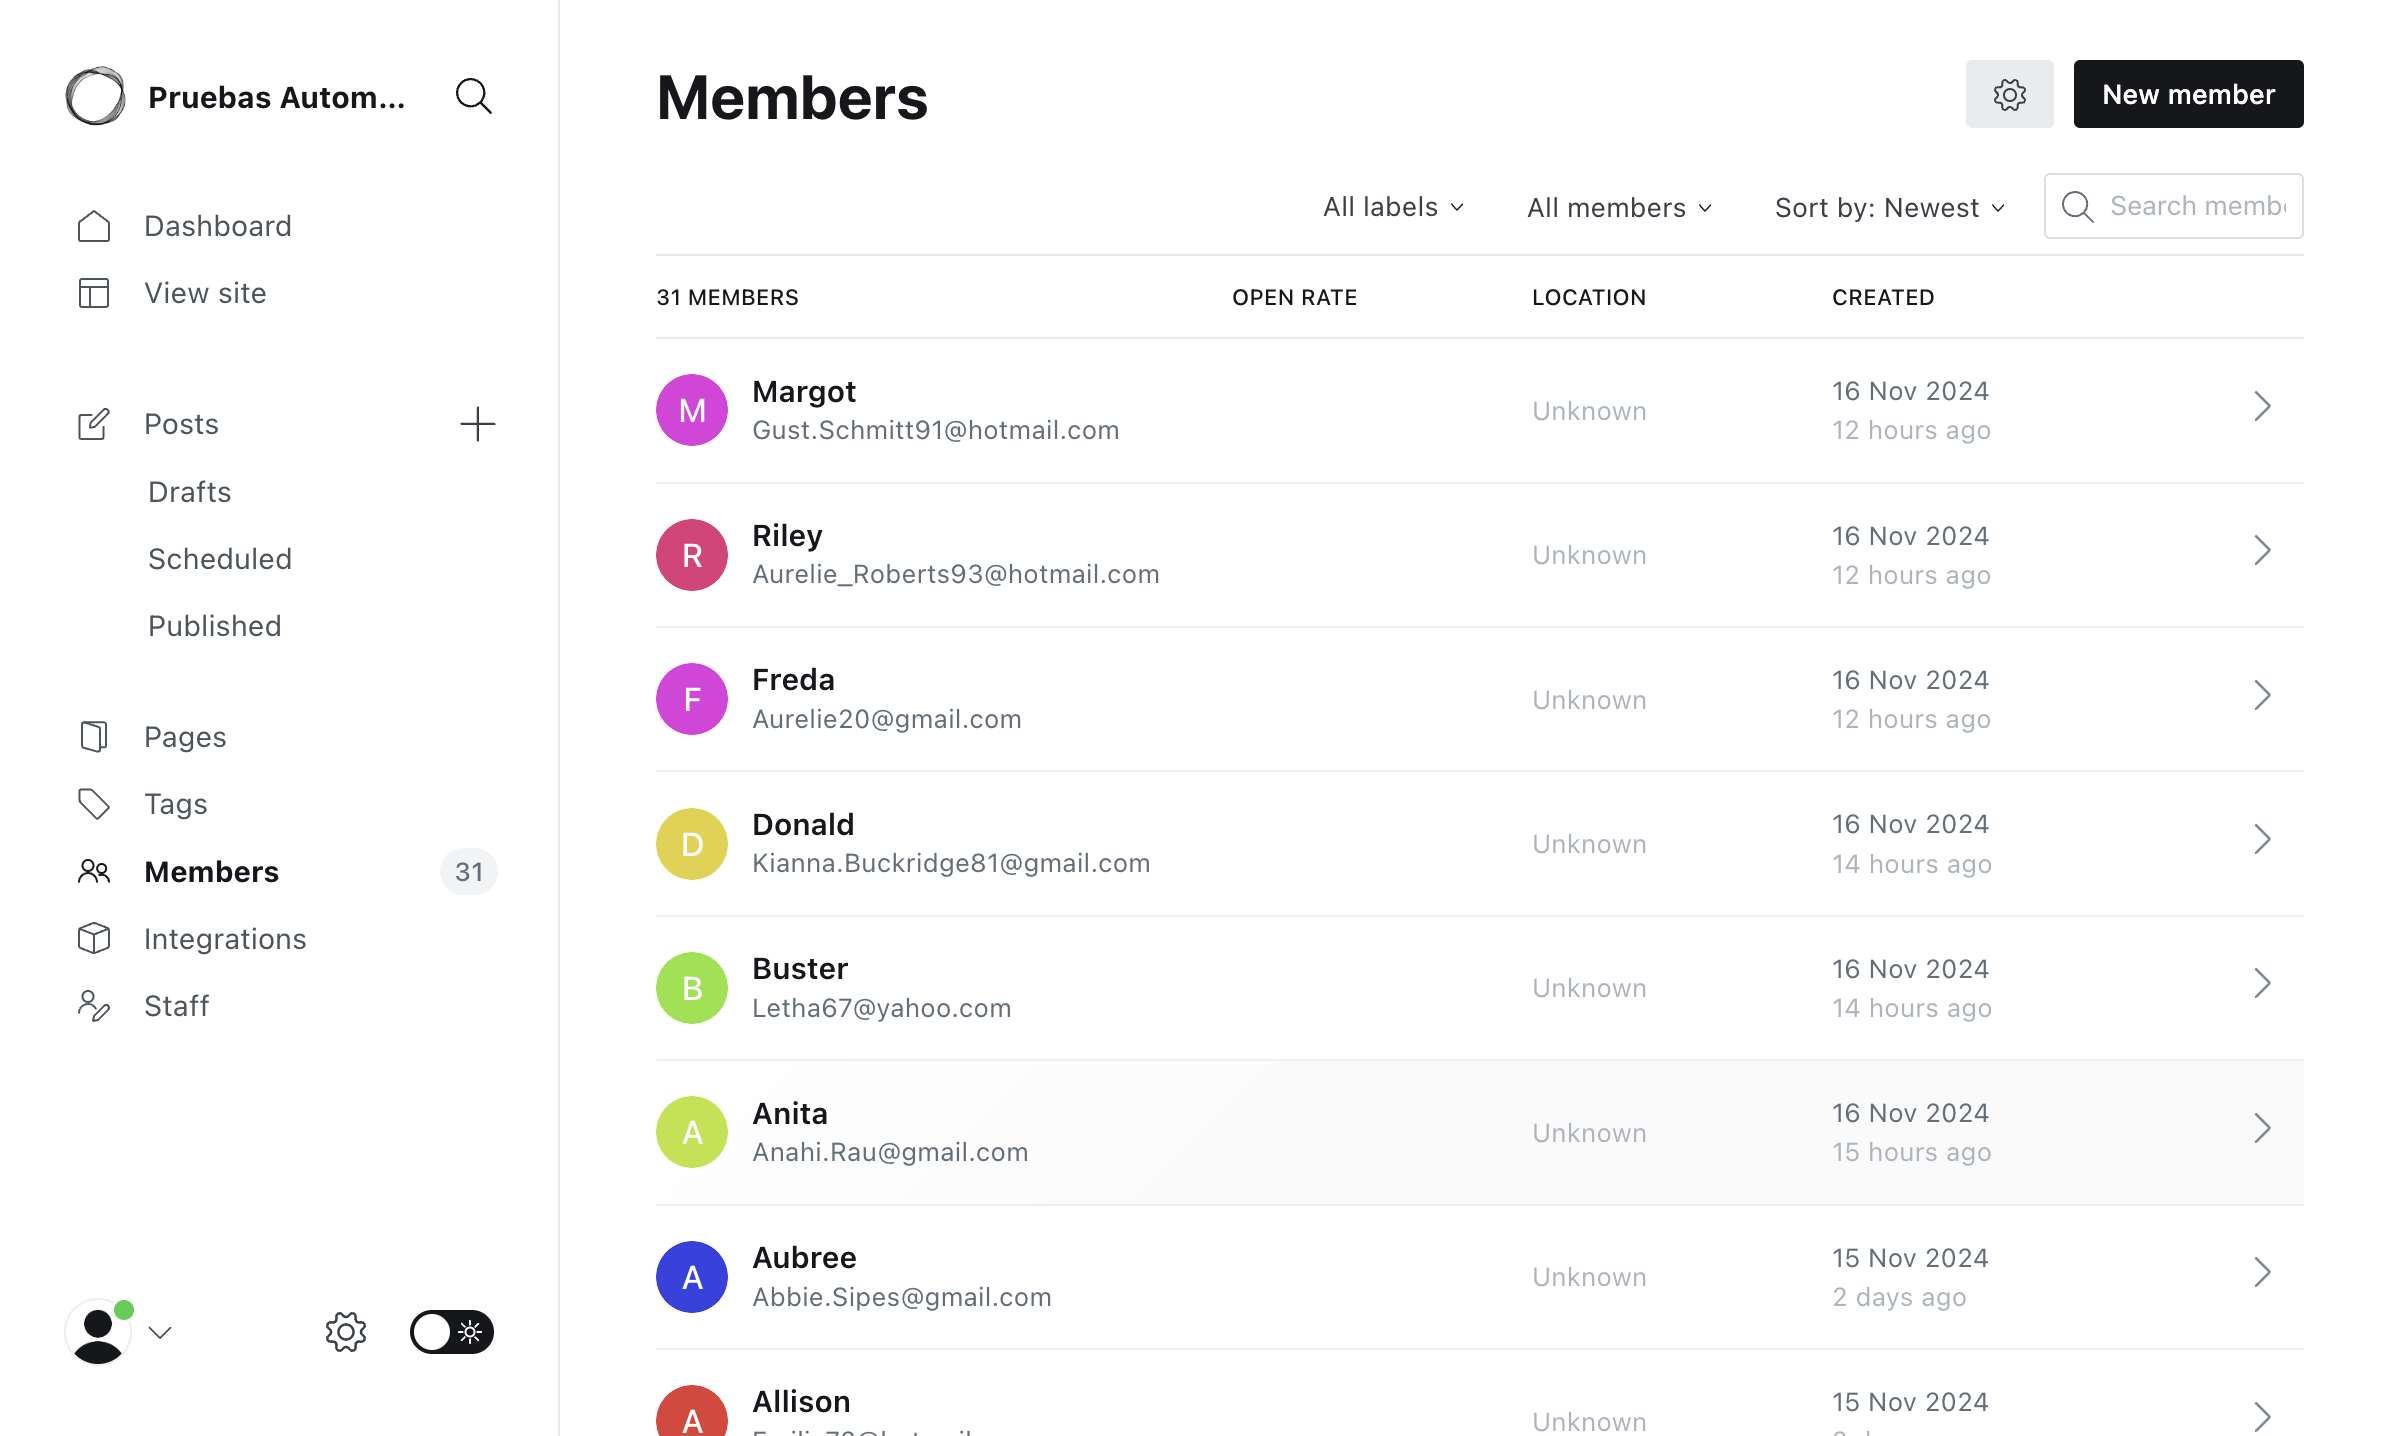 Pruebas Autom...
Dashboard
View site
Posts
Drafts
Scheduled
Published
Pages
Tags
Members 31
Integrations
Staff
Members
New member
All labels All members Sort by: Newest Search memb
31 MEMBERS OPEN RATE LOCATION CREATED
M Margot Gust.Schmitt91@hotmail.com Unknown 16 Nov 2024 12 hours ago
R Riley Aurelie_Roberts93@hotmail.com Unknown 16 Nov 2024 12 hours ago
F Freda Aurelie20@gmail.com Unknown 16 Nov 2024 12 hours ago
D Donald Kianna.Buckridge81@gmail.com Unknown 16 Nov 2024 14 hours ago
B Buster Letha67@yahoo.com Unknown 16 Nov 2024 14 hours ago
A Anita Anahi.Rau@gmail.com Unknown 16 Nov 2024 15 hours ago
A Aubree Abbie.Sipes@gmail.com Unknown 15 Nov 2024 2 days ago
A Allison Unknown 15 Nov 2024